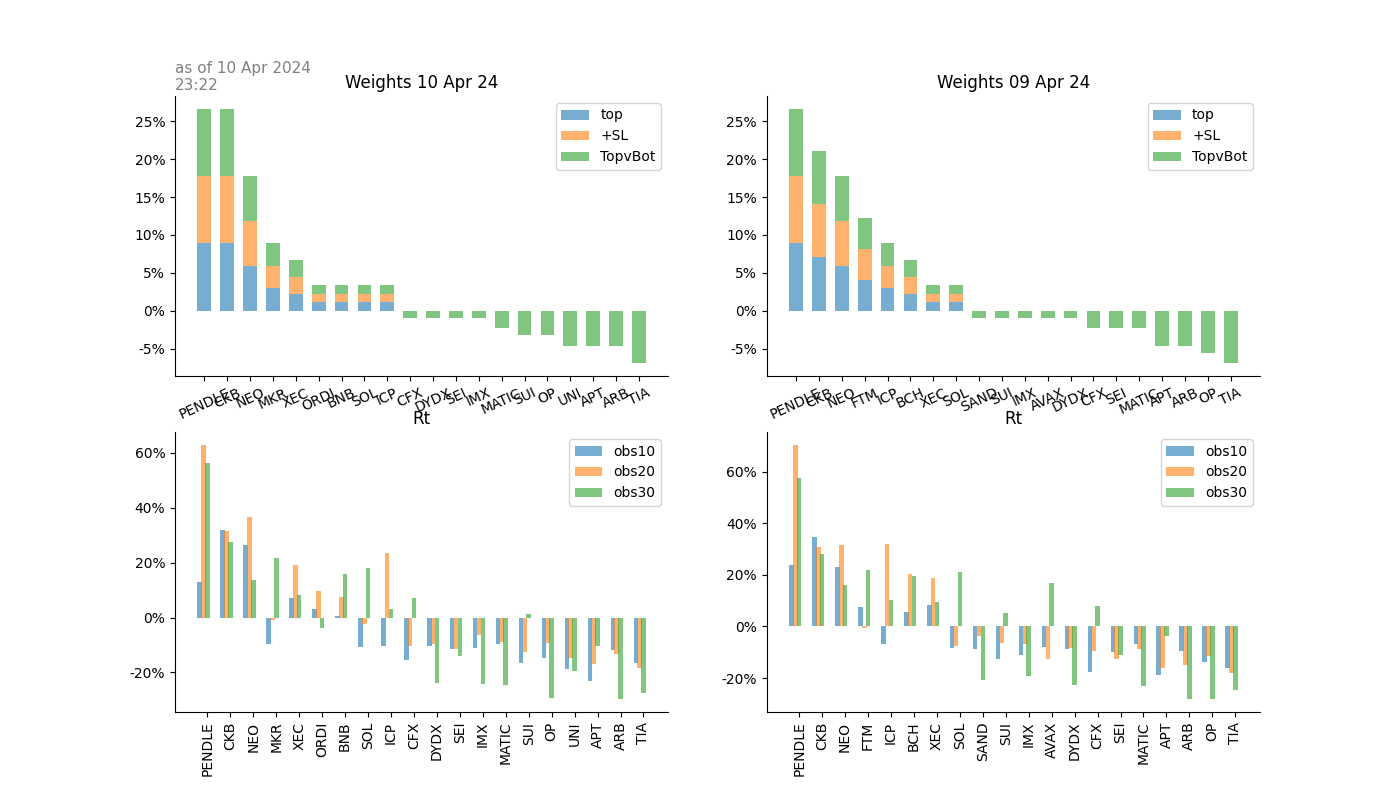 as of 10 Apr 2024
23:22
Weights 10 Apr 24
25%
20%
15%
10%
5%
0%
-5%
top
+SL
TopvBot
PENDLE CKB NEO MKR XEC ORDI BNB SOL ICP CFX DYDX SEI IMX MATIC SUI OP UNI APT ARB TIA
Weights 09 Apr 24
25%
20%
15%
10%
5%
0%
-5%
top
+SL
TopvBot
PENDLE CKB NEO FTM ICP BCH XEC SOL SAND SUI IMX AVAX DYDX CFX SEI MATIC APT ARB OP TIA
Rt
60%
40%
20%
0%
-20%
obs10
obs20
obs30
PENDLE CKB NEO MKR XEC ORDI BNB SOL ICP CFX DYDX SEI IMX MATIC SUI OP UNI APT ARB TIA
Rt
60%
40%
20%
0%
-20%
obs10
obs20
obs30
PENDLE CKB NEO FTM ICP BCH XEC SOL SAND SUI IMX AVAX DYDX CFX SEI MATIC APT ARB OP TIA